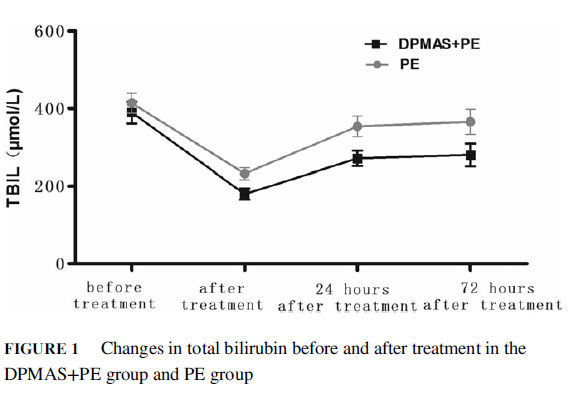 600
DPMAS+PE
PE
400
TBIL (μmol/L)
200
0
before
treatment
after
treatment
24 hours
after treatment
72 hours
after treatment
FIGURE 1 Changes in total bilirubin before and after treatment in the
DPMAS+PE group and PE group